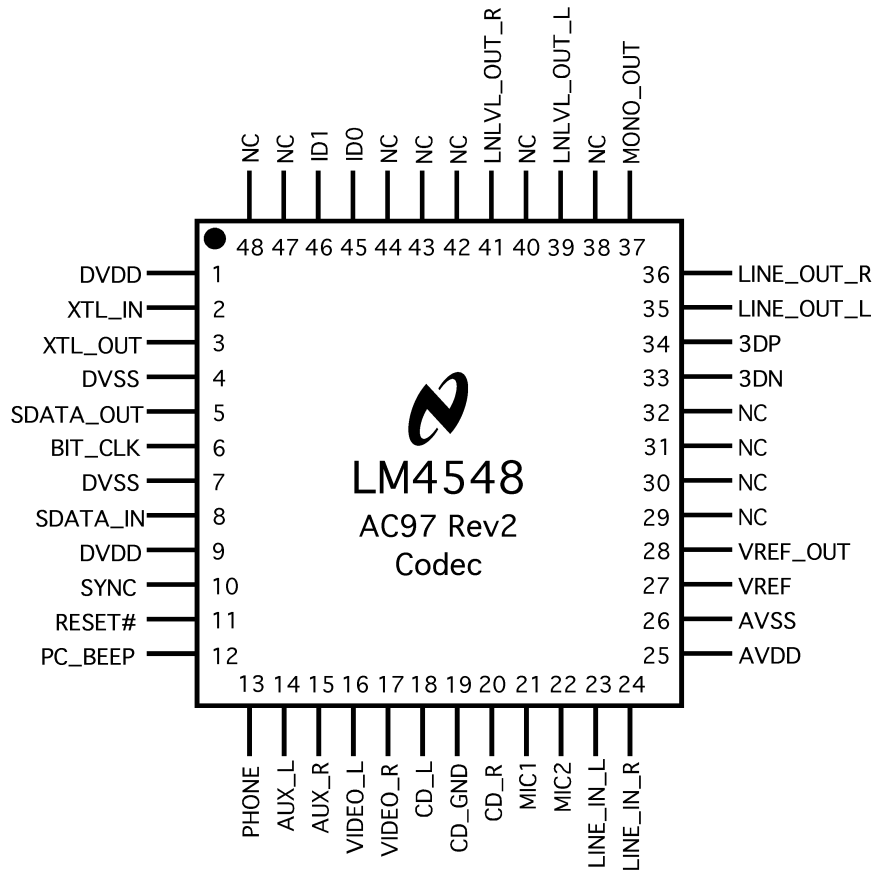 NC
NC
ID1
ID0
NC
NC
NC
LNLVL_OUT_R
NC
LNLVL_OUT_L
NC
MONO_OUT
48 47 46 45 44 43 42 41 40 39 38 37
DVDD 1 36 LINE_OUT_R
XTL_IN 2 35 LINE_OUT_L
XTL_OUT 3 34 3DP
DVSS 4 33 3DN
SDATA_OUT 5 32 NC
BIT_CLK 6 31 NC
DVSS 7 30 NC
SDATA_IN 8 29 NC
DVDD 9 28 VREF_OUT
SYNC 10 27 VREF
RESET# 11 26 AVSS
PC_BEEP 12 25 AVDD
LM4548
AC97 Rev2
Codec
13 14 15 16 17 18 19 20 21 22 23 24
PHONE
AUX_L
AUX_R
VIDEO_L
VIDEO_R
CD_L
CD_GND
CD_R
MIC1
MIC2
LINE_IN_L
LINE_IN_R